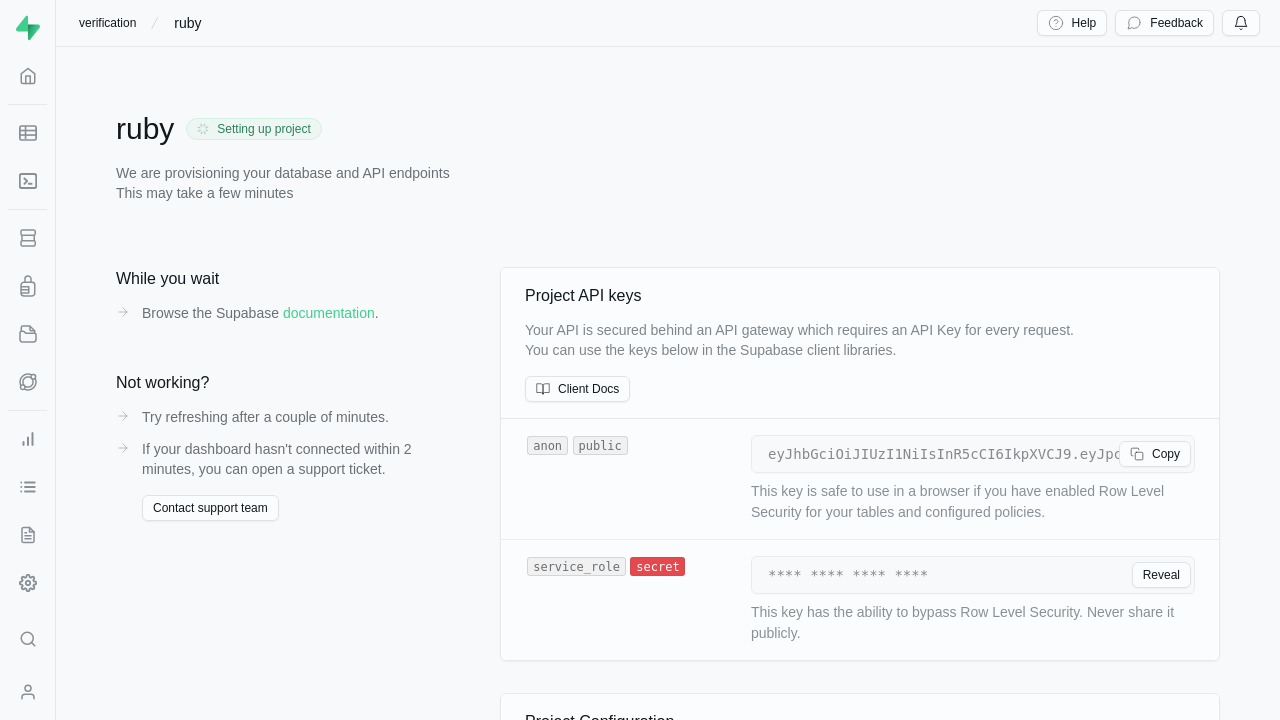 verification / ruby
Help
Feedback
ruby
Setting up project
We are provisioning your database and API endpoints
This may take a few minutes
While you wait
Browse the Supabase documentation.
Not working?
Try refreshing after a couple of minutes.
If your dashboard hasn't connected within 2
minutes, you can open a support ticket.
Contact support team
Project API keys
Your API is secured behind an API gateway which requires an API Key for every request.
You can use the keys below in the Supabase client libraries.
Client Docs
anon public
eyJhbGciOiJIUzI1NiIsInR5cCI6IkpXVCJ9.eyJpc
Copy
This key is safe to use in a browser if you have enabled Row Level
Security for your tables and configured policies.
service_role secret
**** **** **** ****
Reveal
This key has the ability to bypass Row Level Security. Never share it
publicly.
Project Configuration